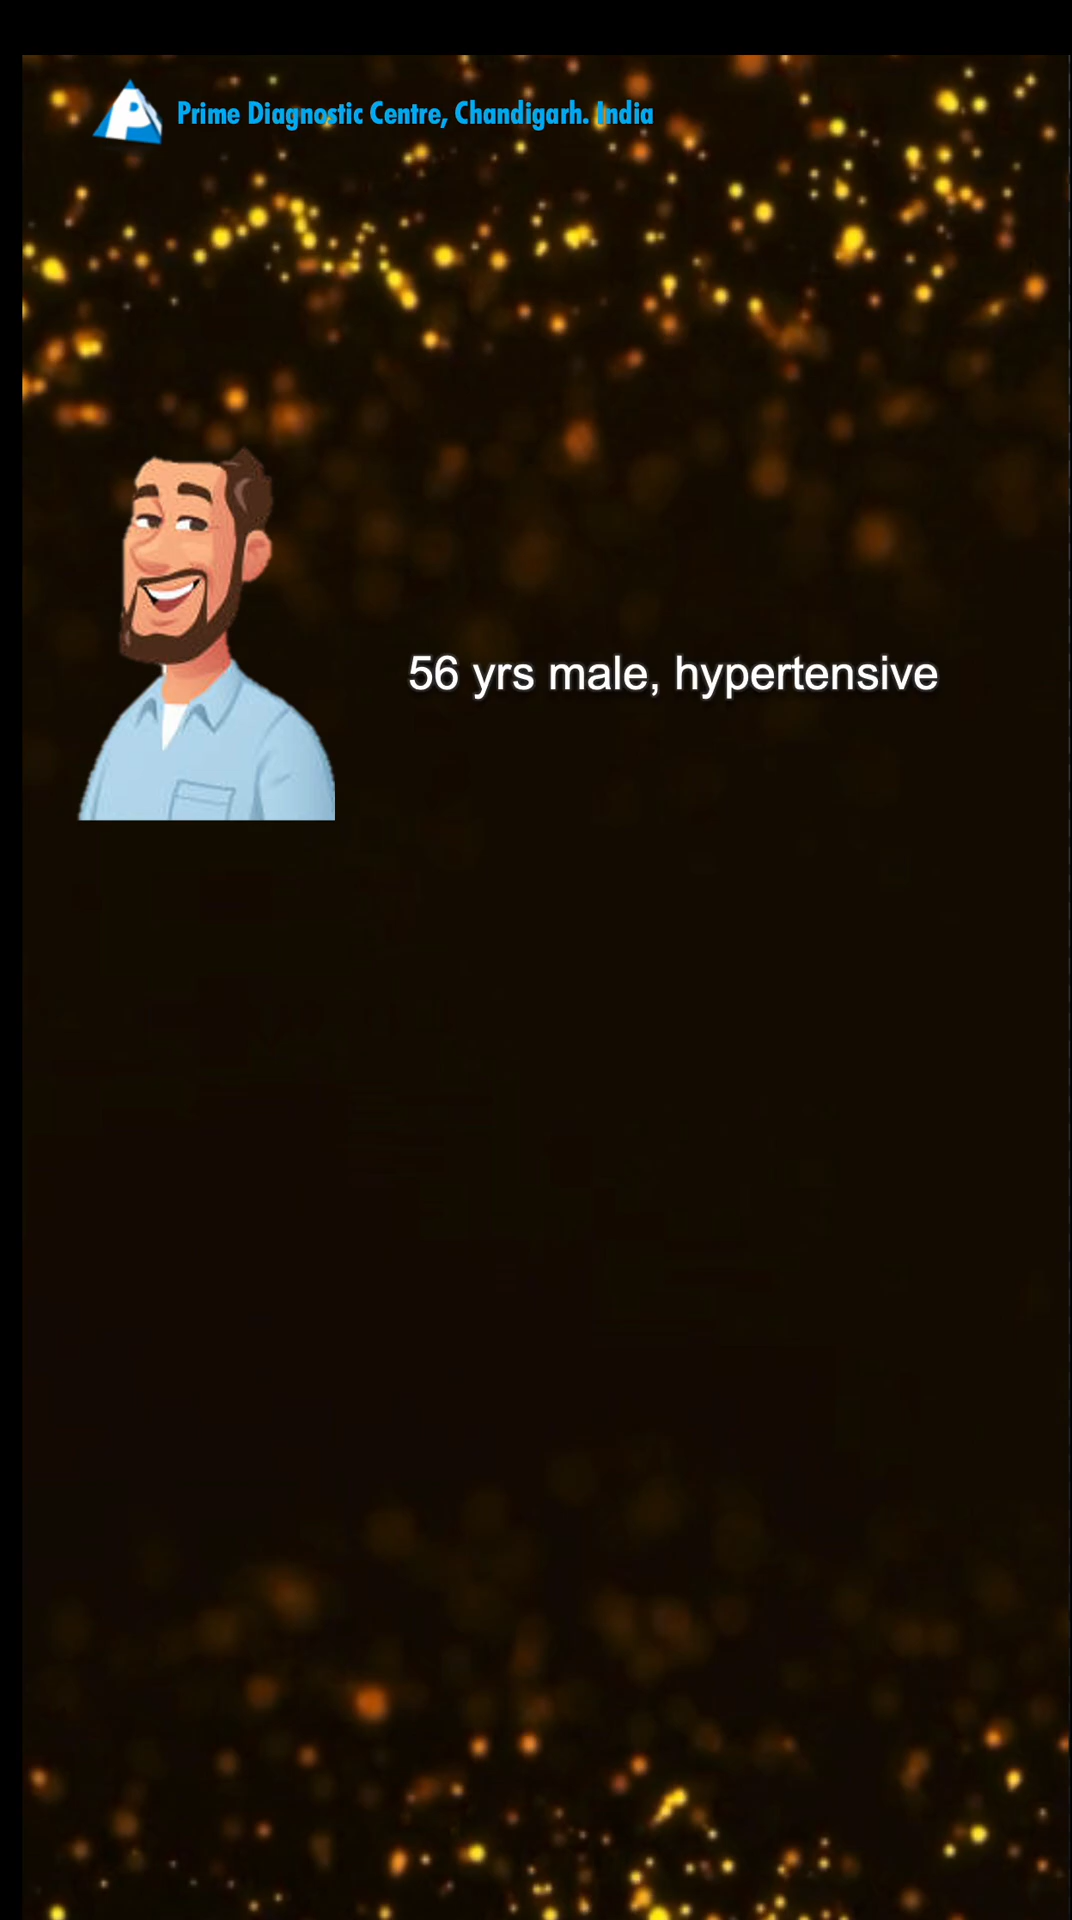 Prime Diagnostic Centre, Chandigarh. India
56 yrs male, hypertensive